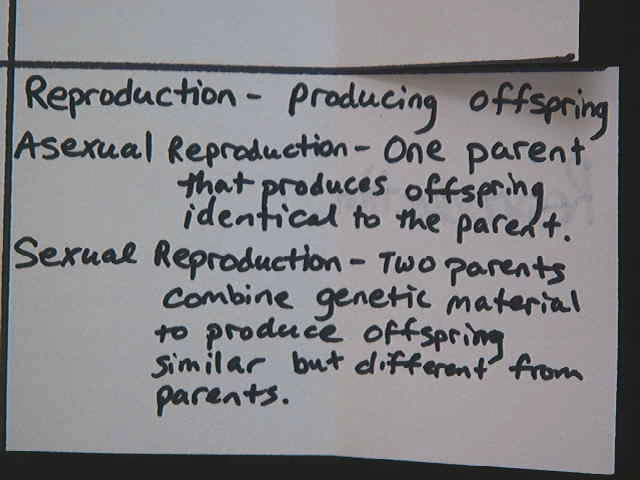 Reproduction - Producing offspring
Asexual Reproduction - One parent
that produces offspring
identical to the parent.
Sexual Reproduction - Two parents
combine genetic material
to produce offspring
similar but different from
parents.